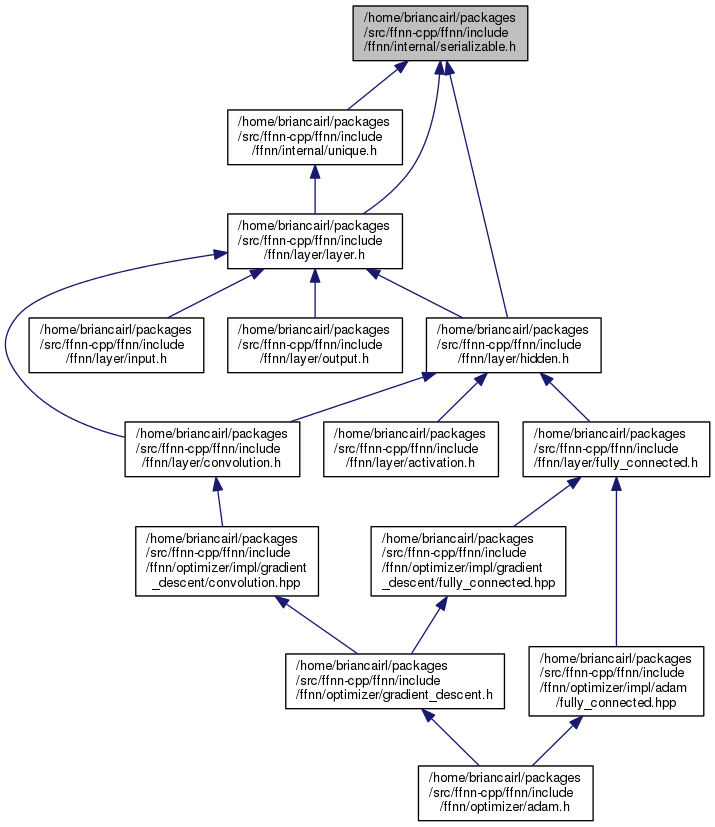 /home/briancairl/packages
/src/ffnn-cpp/ffnn/include
/ffnn/internal/serializable.h
/home/briancairl/packages
/src/ffnn-cpp/ffnn/include
/ffnn/internal/unique.h
/home/briancairl/packages
/src/ffnn-cpp/ffnn/include
/ffnn/layer/layer.h
/home/briancairl/packages
/src/ffnn-cpp/ffnn/include
/ffnn/layer/input.h
/home/briancairl/packages
/src/ffnn-cpp/ffnn/include
/ffnn/layer/output.h
/home/briancairl/packages
/src/ffnn-cpp/ffnn/include
/ffnn/layer/hidden.h
/home/briancairl/packages
/src/ffnn-cpp/ffnn/include
/ffnn/layer/convolution.h
/home/briancairl/packages
/src/ffnn-cpp/ffnn/include
/ffnn/layer/activation.h
/home/briancairl/packages
/src/ffnn-cpp/ffnn/include
/ffnn/layer/fully_connected.h
/home/briancairl/packages
/src/ffnn-cpp/ffnn/include
/ffnn/optimizer/impl/gradient
_descent/convolution.hpp
/home/briancairl/packages
/src/ffnn-cpp/ffnn/include
/ffnn/optimizer/impl/gradient
_descent/fully_connected.hpp
/home/briancairl/packages
/src/ffnn-cpp/ffnn/include
/ffnn/optimizer/gradient_descent.h
/home/briancairl/packages
/src/ffnn-cpp/ffnn/include
/ffnn/optimizer/impl/adam
/fully_connected.hpp
/home/briancairl/packages
/src/ffnn-cpp/ffnn/include
/ffnn/optimizer/adam.h